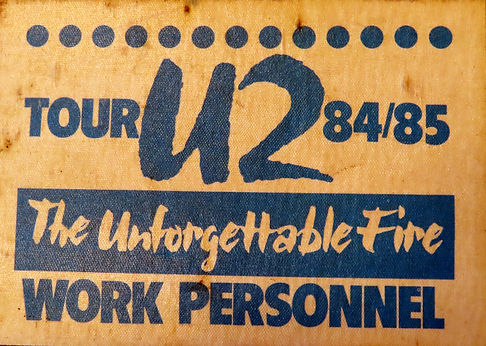 TOUR U2 84/85
The Unforgettable Fire
WORK PERSONNEL